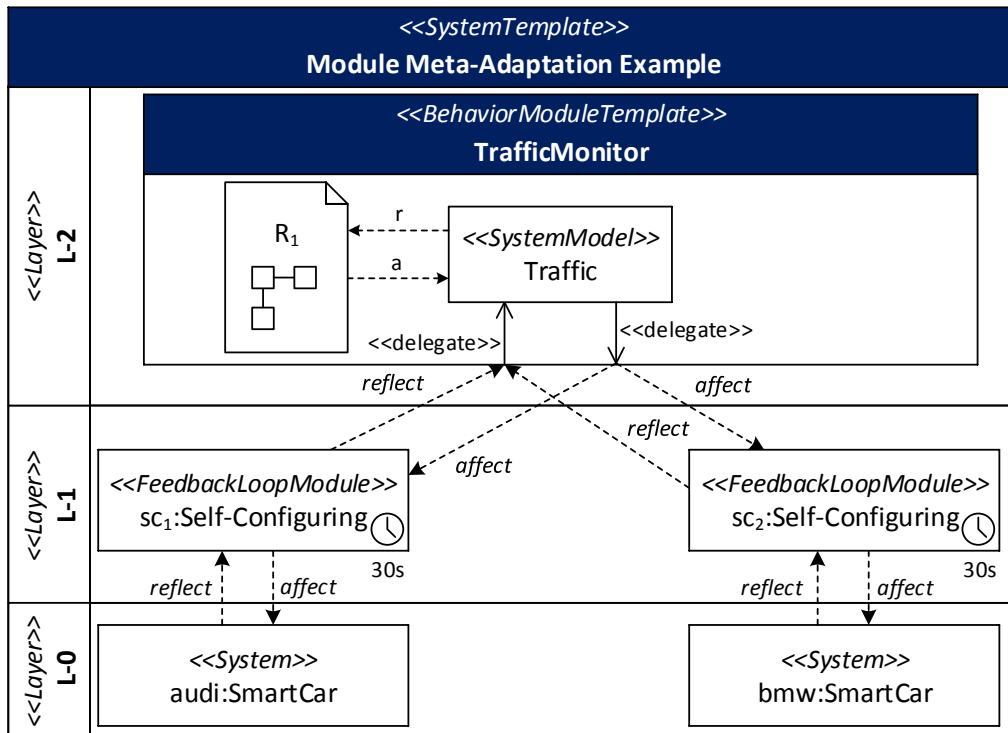 <<SystemTemplate>>
Module Meta-Adaptation Example
<<Layer>>
L-2
<<BehaviorModuleTemplate>>
TrafficMonitor
R₁
r
a
<<SystemModel>>
Traffic
<<delegate>>
<<delegate>>
reflect
affect
reflect
affect
<<Layer>>
L-1
<<FeedbackLoopModule>>
sc₁:Self-Configuring
30s
<<FeedbackLoopModule>>
sc₂:Self-Configuring
30s
reflect
affect
reflect
affect
<<Layer>>
L-0
<<System>>
audi:SmartCar
<<System>>
bmw:SmartCar